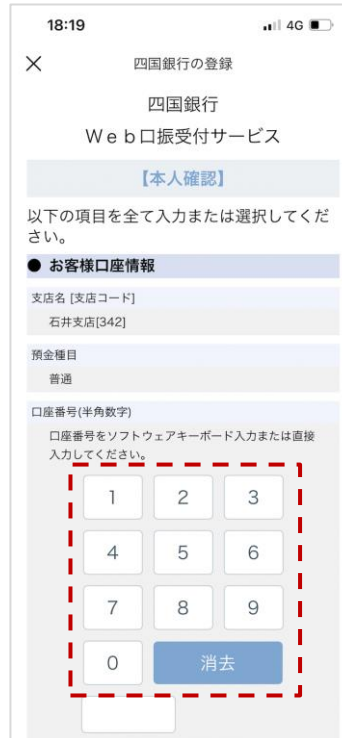 18:19 4G
× 四国銀行の登録
四国銀行
Ｗｅｂ口振受付サービス
【本人確認】
以下の項目を全て入力または選択してくだ
さい。
● お客様口座情報
支店名 [支店コード]
石井支店[342]
預金種目
普通
口座番号(半角数字)
口座番号をソフトウェアキーボード入力または直接
入力してください。
1 2 3
4 5 6
7 8 9
0 消去